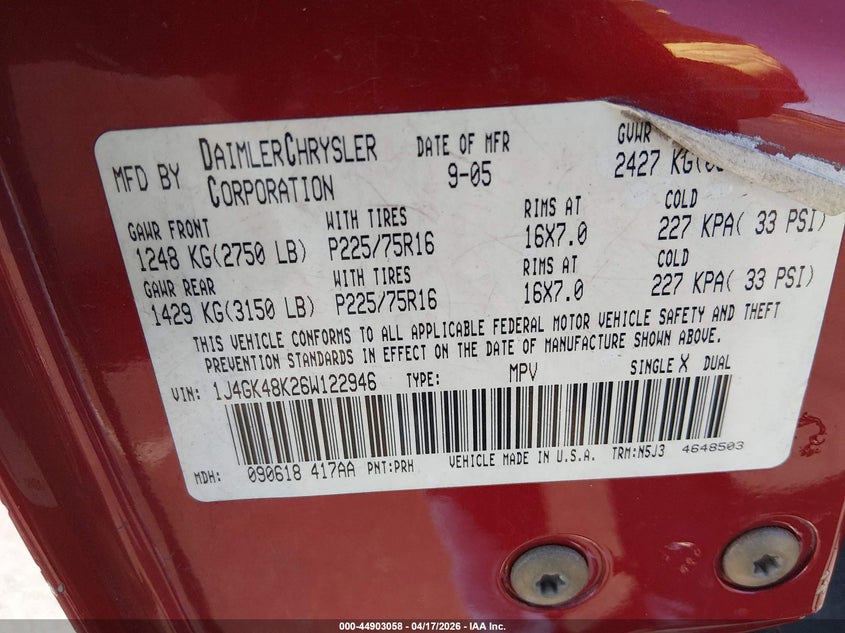 MFD BY DAIMLERCHRYSLER CORPORATION DATE OF MFR 9-05 GVWR 2427 KG(
GAWR FRONT WITH TIRES RIMS AT COLD
1248 KG(2750 LB) P225/75R16 16X7.0 227 KPA( 33 PSI)
GAWR REAR WITH TIRES RIMS AT COLD
1429 KG(3150 LB) P225/75R16 16X7.0 227 KPA( 33 PSI)
THIS VEHICLE CONFORMS TO ALL APPLICABLE FEDERAL MOTOR VEHICLE SAFETY AND THEFT
PREVENTION STANDARDS IN EFFECT ON THE DATE OF MANUFACTURE SHOWN ABOVE.
VIN: 1J4GK48K26W122946 TYPE: MPV SINGLE X DUAL
MDH: 090618 417AA PNT:PRH VEHICLE MADE IN U.S.A. TRM:N5J3 4648503
000-44903058 - 04/17/2026 - IAA Inc.